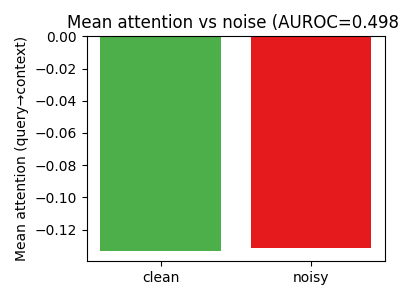 Mean attention vs noise (AUROC=0.498
Mean attention (query→context)
0.00
−0.02
−0.04
−0.06
−0.08
−0.10
−0.12
clean noisy